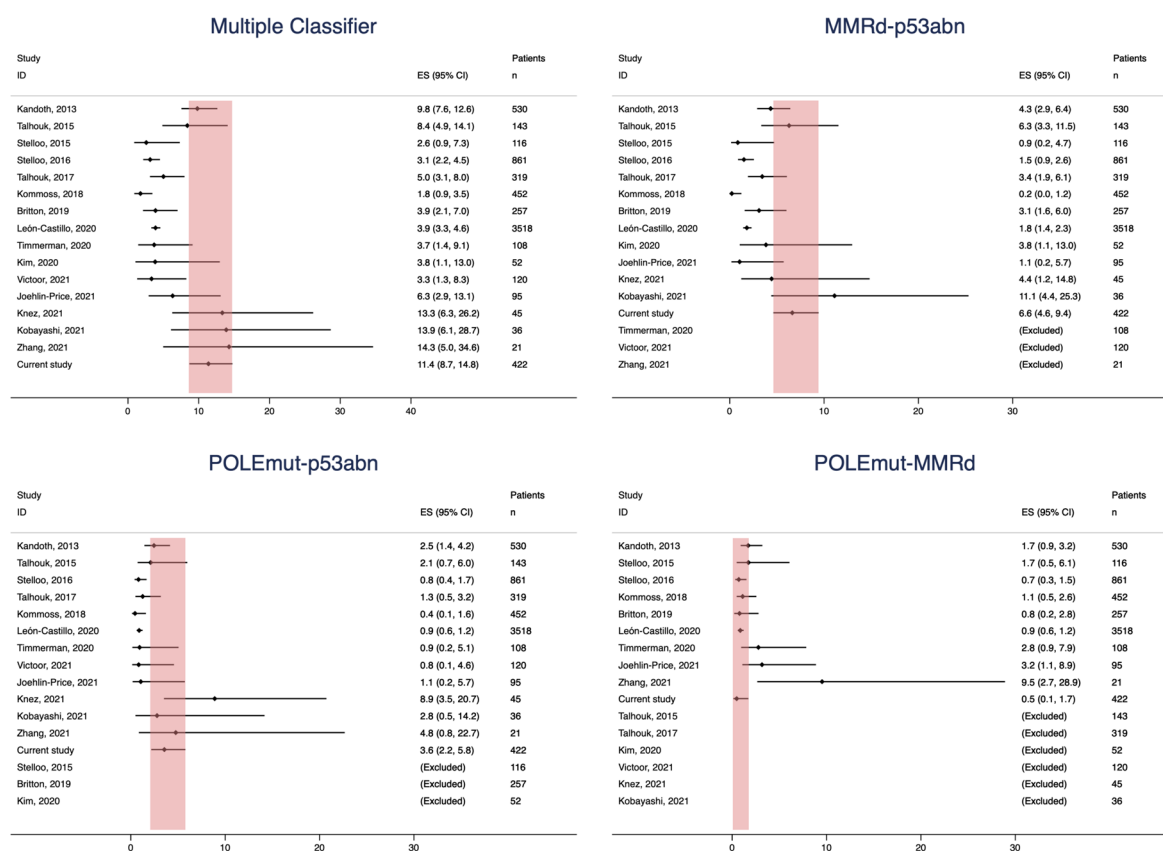 Multiple Classifier
Study Patients
ID ES (95% CI) n
Kandoth, 2013 9.8 (7.6, 12.6) 530
Talhouk, 2015 8.4 (4.9, 14.1) 143
Stelloo, 2015 2.6 (0.9, 7.3) 116
Stelloo, 2016 3.1 (2.2, 4.5) 861
Talhouk, 2017 5.0 (3.1, 8.0) 319
Kommoss, 2018 1.8 (0.9, 3.5) 452
Britton, 2019 3.9 (2.1, 7.0) 257
León-Castillo, 2020 3.9 (3.3, 4.6) 3518
Timmerman, 2020 3.7 (1.4, 9.1) 108
Kim, 2020 3.8 (1.1, 13.0) 52
Victoor, 2021 3.3 (1.3, 8.3) 120
Joehlin-Price, 2021 6.3 (2.9, 13.1) 95
Knez, 2021 13.3 (6.3, 26.2) 45
Kobayashi, 2021 13.9 (6.1, 28.7) 36
Zhang, 2021 14.3 (5.0, 34.6) 21
Current study 11.4 (8.7, 14.8) 422
0 10 20 30 40
MMRd-p53abn
Study Patients
ID ES (95% CI) n
Kandoth, 2013 4.3 (2.9, 6.4) 530
Talhouk, 2015 6.3 (3.3, 11.5) 143
Stelloo, 2015 0.9 (0.2, 4.7) 116
Stelloo, 2016 1.5 (0.9, 2.6) 861
Talhouk, 2017 3.4 (1.9, 6.1) 319
Kommoss, 2018 0.2 (0.0, 1.2) 452
Britton, 2019 3.1 (1.6, 6.0) 257
León-Castillo, 2020 1.8 (1.4, 2.3) 3518
Kim, 2020 3.8 (1.1, 13.0) 52
Joehlin-Price, 2021 1.1 (0.2, 5.7) 95
Knez, 2021 4.4 (1.2, 14.8) 45
Kobayashi, 2021 11.1 (4.4, 25.3) 36
Current study 6.6 (4.6, 9.4) 422
Timmerman, 2020 (Excluded) 108
Victoor, 2021 (Excluded) 120
Zhang, 2021 (Excluded) 21
0 10 20 30
POLEmut-p53abn
Study Patients
ID ES (95% CI) n
Kandoth, 2013 2.5 (1.4, 4.2) 530
Talhouk, 2015 2.1 (0.7, 6.0) 143
Stelloo, 2016 0.8 (0.4, 1.7) 861
Talhouk, 2017 1.3 (0.5, 3.2) 319
Kommoss, 2018 0.4 (0.1, 1.6) 452
León-Castillo, 2020 0.9 (0.6, 1.2) 3518
Timmerman, 2020 0.9 (0.2, 5.1) 108
Victoor, 2021 0.8 (0.1, 4.6) 120
Joehlin-Price, 2021 1.1 (0.2, 5.7) 95
Knez, 2021 8.9 (3.5, 20.7) 45
Kobayashi, 2021 2.8 (0.5, 14.2) 36
Zhang, 2021 4.8 (0.8, 22.7) 21
Current study 3.6 (2.2, 5.8) 422
Stelloo, 2015 (Excluded) 116
Britton, 2019 (Excluded) 257
Kim, 2020 (Excluded) 52
0 10 20 30
POLEmut-MMRd
Study Patients
ID ES (95% CI) n
Kandoth, 2013 1.7 (0.9, 3.2) 530
Stelloo, 2015 1.7 (0.5, 6.1) 116
Stelloo, 2016 0.7 (0.3, 1.5) 861
Kommoss, 2018 1.1 (0.5, 2.6) 452
Britton, 2019 0.8 (0.2, 2.8) 257
León-Castillo, 2020 0.9 (0.6, 1.2) 3518
Timmerman, 2020 2.8 (0.9, 7.9) 108
Joehlin-Price, 2021 3.2 (1.1, 8.9) 95
Zhang, 2021 9.5 (2.7, 28.9) 21
Current study 0.5 (0.1, 1.7) 422
Talhouk, 2015 (Excluded) 143
Talhouk, 2017 (Excluded) 319
Kim, 2020 (Excluded) 52
Victoor, 2021 (Excluded) 120
Knez, 2021 (Excluded) 45
Kobayashi, 2021 (Excluded) 36
0 10 20 30